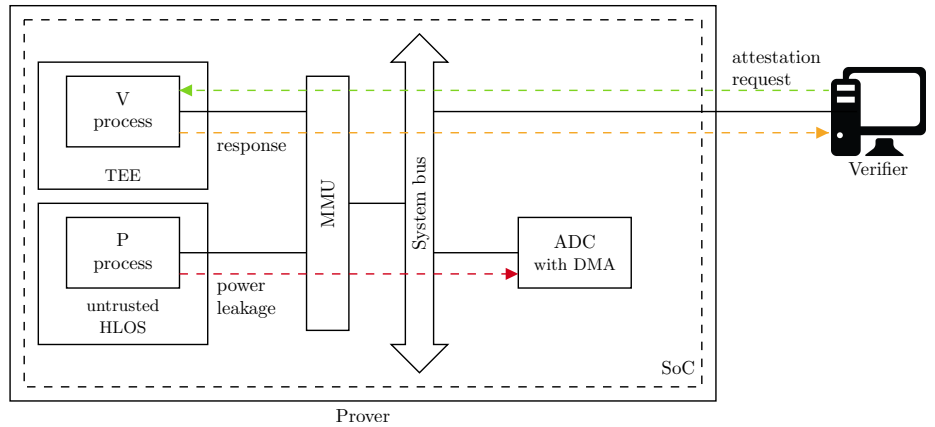 attestation
request
V
process
response
TEE
MMU
System bus
Verifier
P
process
power
leakage
untrusted
HLOS
ADC
with DMA
SoC
Prover